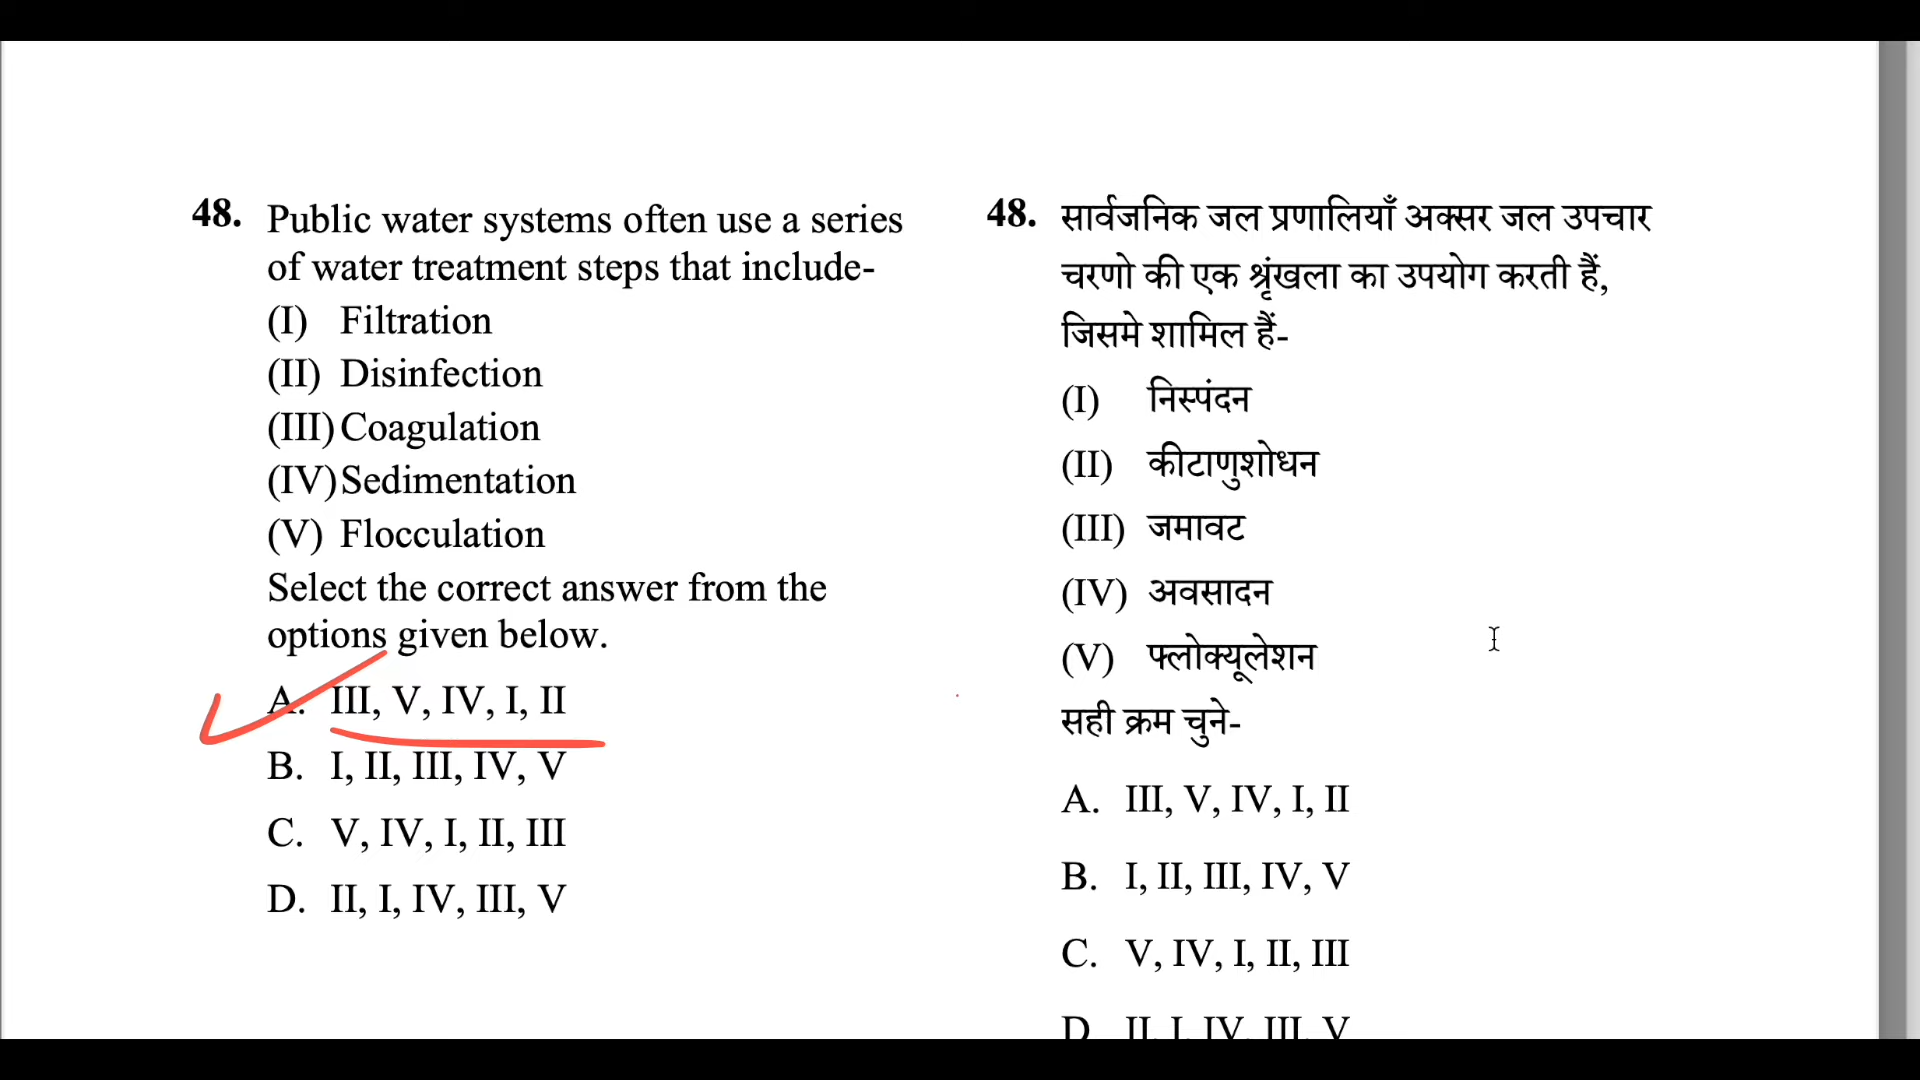 48. Public water systems often use a series
of water treatment steps that include-
(I) Filtration
(II) Disinfection
(III) Coagulation
(IV) Sedimentation
(V) Flocculation
Select the correct answer from the
options given below.
A. III, V, IV, I, II
B. I, II, III, IV, V
C. V, IV, I, II, III
D. II, I, IV, III, V
48. सार्वजनिक जल प्रणालियाँ अक्सर जल उपचार
चरणो की एक श्रृंखला का उपयोग करती हैं,
जिसमे शामिल हैं-
(I) निस्पंदन
(II) कीटाणुशोधन
(III) जमावट
(IV) अवसादन
(V) फ्लोक्यूलेशन
सही क्रम चुने-
A. III, V, IV, I, II
B. I, II, III, IV, V
C. V, IV, I, II, III
D. II, I, IV, III, V